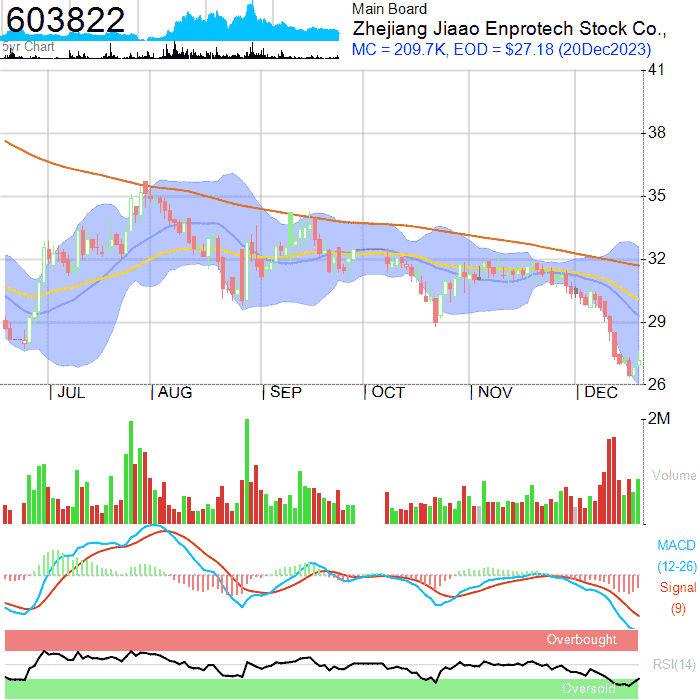 603822
5yr Chart
Main Board
Zhejiang Jiaao Enprotech Stock Co.,
MC = 209.7K, EOD = $27.18 (20Dec2023)
41
38
35
32
29
26
| JUL | AUG | SEP | OCT | NOV | DEC
2M
Volume
MACD
(12-26)
Signal
(9)
Overbought
RSI(14)
Oversold